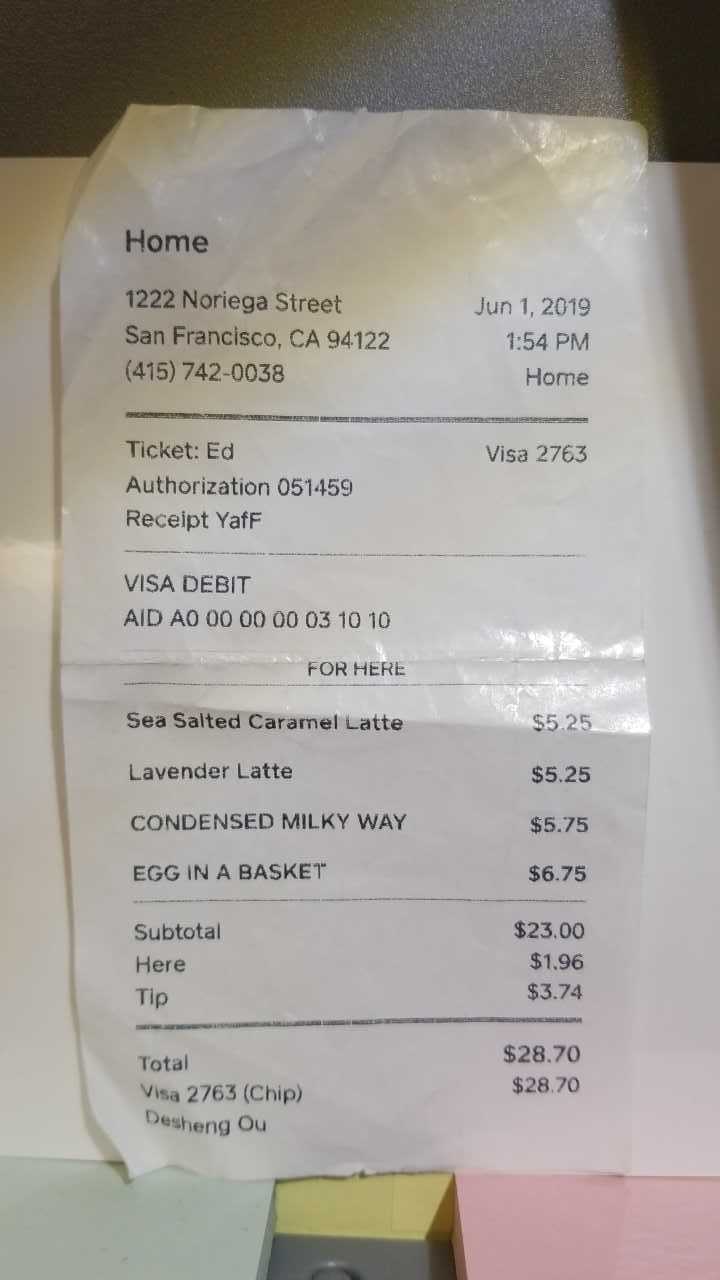 Home
1222 Noriega Street Jun 1, 2019
San Francisco, CA 94122 1:54 PM
(415) 742-0038 Home
Ticket: Ed Visa 2763
Authorization 051459
Receipt YafF
VISA DEBIT
AID A0 00 00 00 03 10 10
FOR HERE
Sea Salted Caramel Latte $5.25
Lavender Latte $5.25
CONDENSED MILKY WAY $5.75
EGG IN A BASKET $6.75
Subtotal $23.00
Here $1.96
Tip $3.74
Total $28.70
Visa 2763 (Chip) $28.70
Desheng Ou